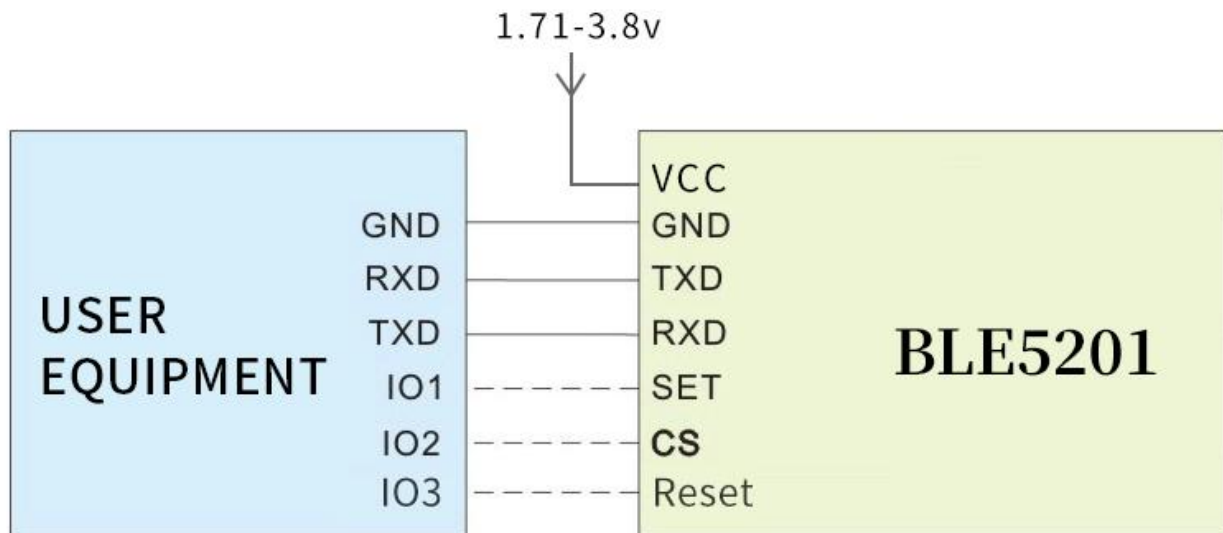 1.71-3.8v
VCC
GND GND
RXD TXD
USER
EQUIPMENT
TXD RXD
BLE5201
IO1 SET
IO2 CS
IO3 Reset